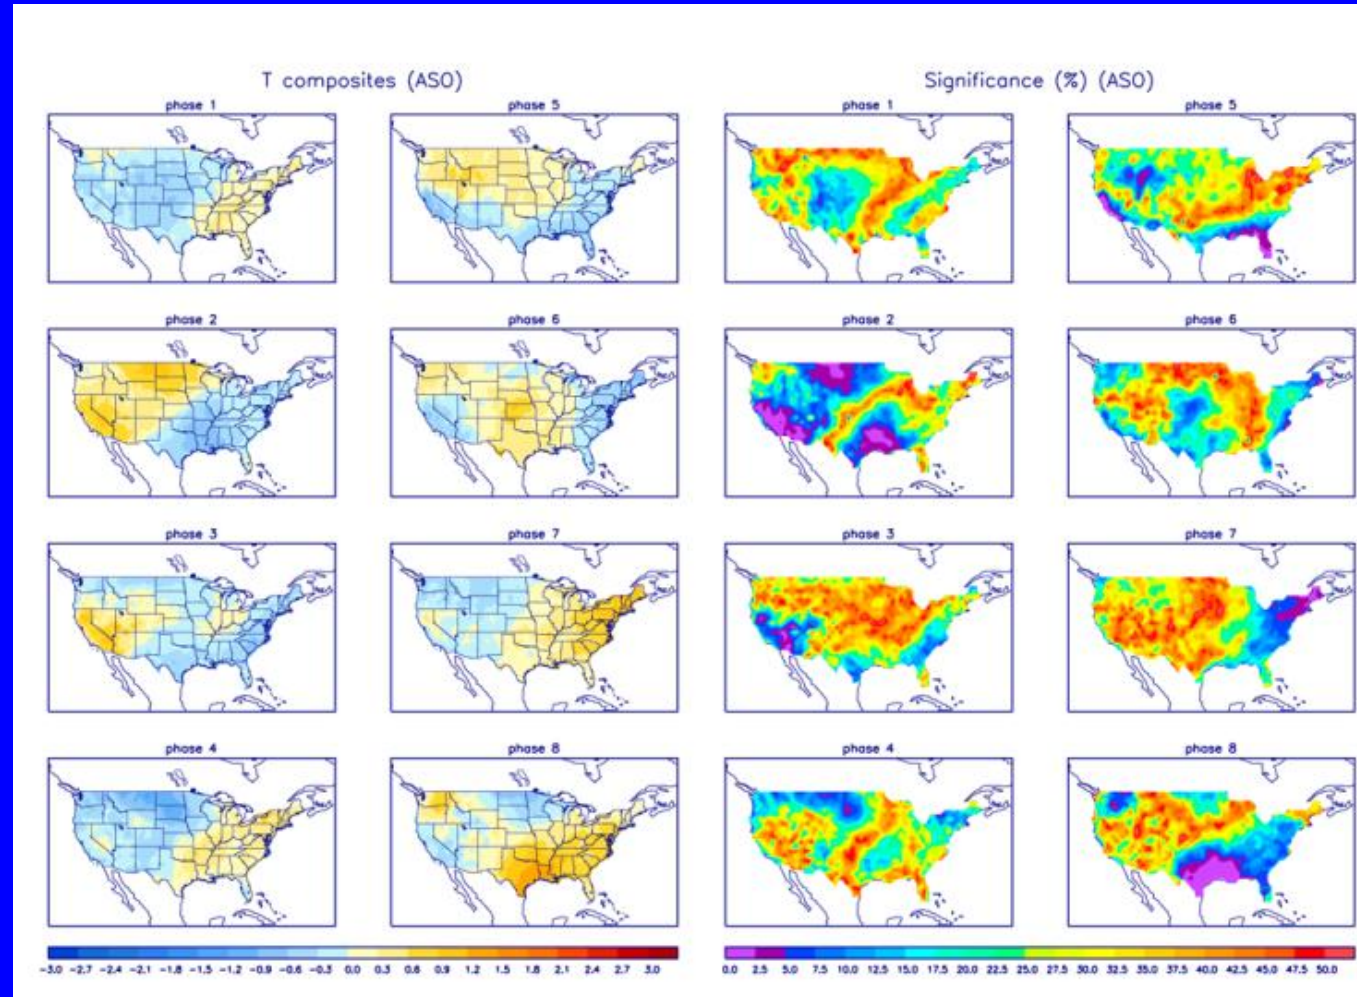 T composites (ASO)
Significance (%) (ASO)
phase 1
phase 5
phase 1
phase 5
phase 2
phase 6
phase 2
phase 6
phase 3
phase 7
phase 3
phase 7
phase 4
phase 8
phase 4
phase 8
-3.0 -2.7 -2.4 -2.1 -1.8 -1.5 -1.2 -0.9 -0.6 -0.3 0.0 0.3 0.6 0.9 1.2 1.5 1.8 2.1 2.4 2.7 3.0
0.0 2.5 5.0 7.5 10.0 12.5 15.0 17.5 20.0 22.5 25.0 27.5 30.0 32.5 35.0 37.5 40.0 42.5 45.0 47.5 50.0